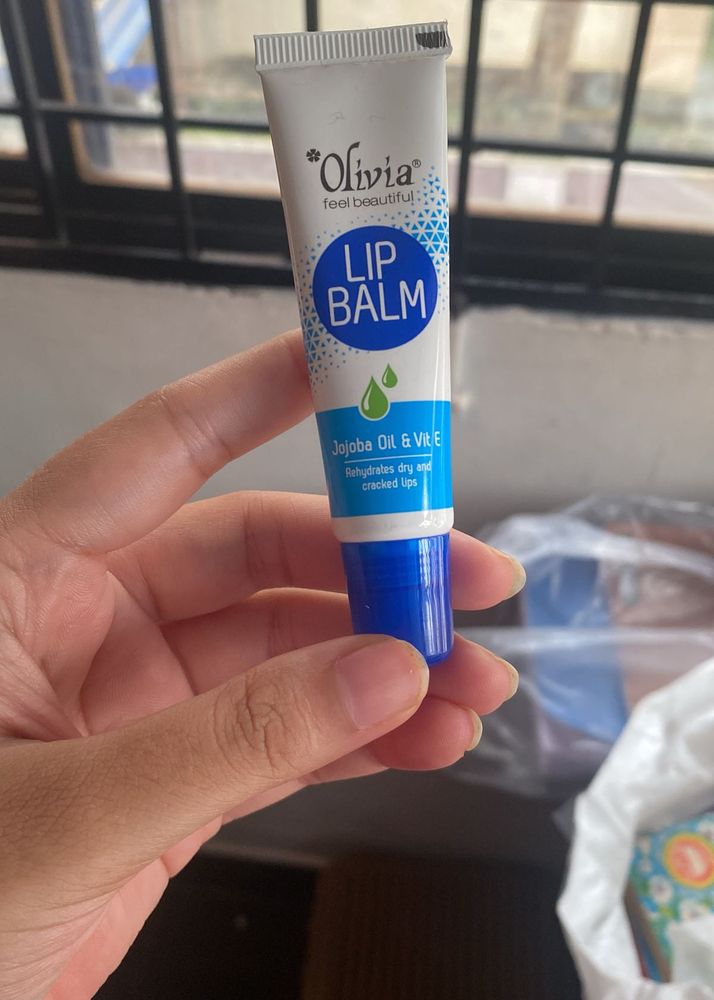 Olivia®
feel beautiful
LIP
BALM
Jojoba Oil & Vit E
Rehydrates dry and
cracked lips